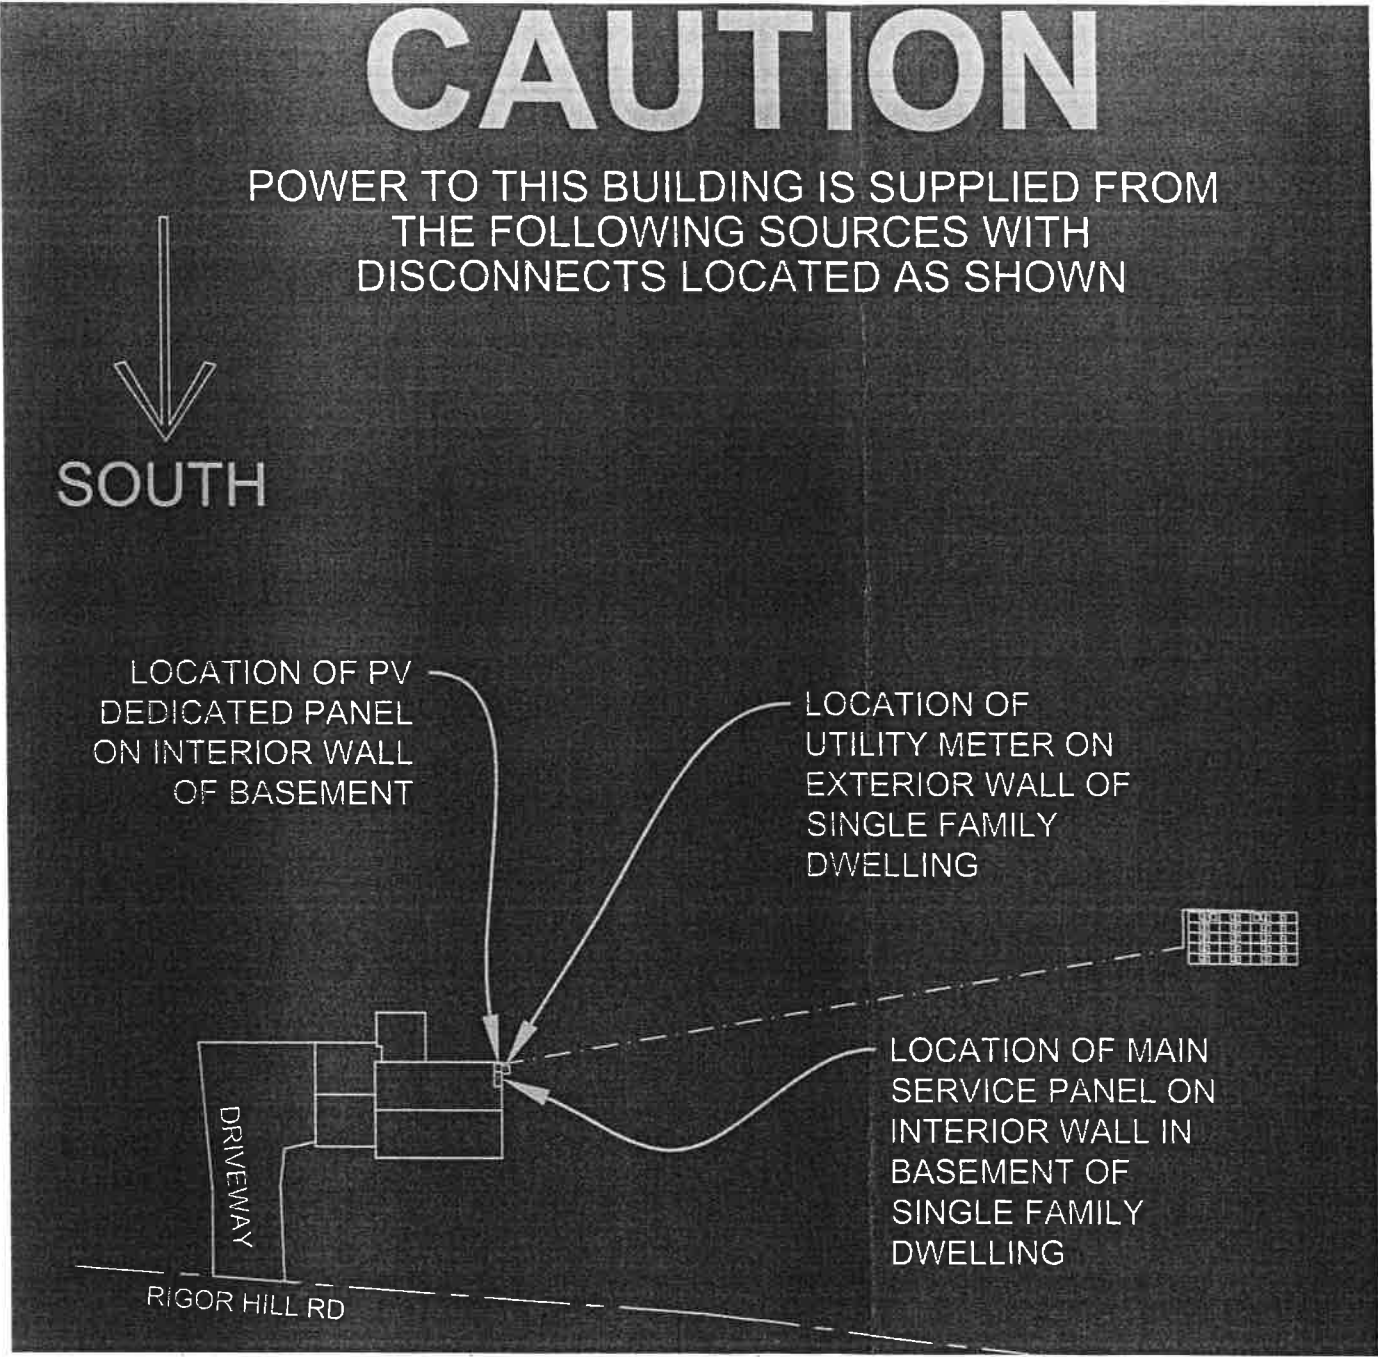 CAUTION
POWER TO THIS BUILDING IS SUPPLIED FROM
THE FOLLOWING SOURCES WITH
DISCONNECTS LOCATED AS SHOWN
SOUTH
LOCATION OF PV
DEDICATED PANEL
ON INTERIOR WALL
OF BASEMENT
LOCATION OF
UTILITY METER ON
EXTERIOR WALL OF
SINGLE FAMILY
DWELLING
LOCATION OF MAIN
SERVICE PANEL ON
INTERIOR WALL IN
BASEMENT OF
SINGLE FAMILY
DWELLING
DRIVEWAY
RIGOR HILL RD